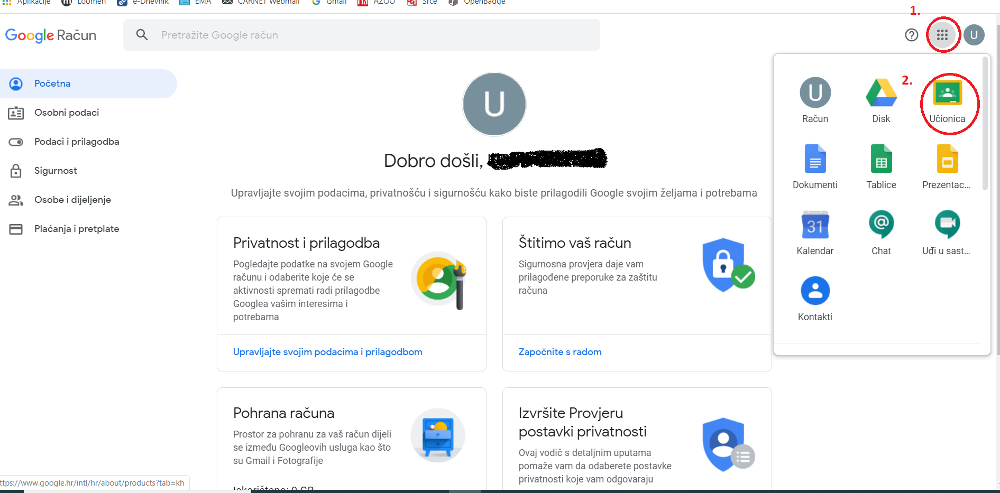 Aplikacije Loomen e-Dnevnik EMA CARNET Webmail Gmail AZOO Srce OpenBadge
1.
Google Račun
Pretražite Google račun
U
Početna
Osobni podaci
Podaci i prilagodba
Sigurnost
Osobe i dijeljenje
Plaćanja i pretplate
U
Dobro došli,
Upravljajte svojim podacima, privatnošću i sigurnošću kako biste prilagodili Google svojim željama i potrebama
Privatnost i prilagodba
Pogledajte podatke na svojem Google
računu i odaberite koje će se
aktivnosti spremati radi prilagodbe
Googlea vašim interesima i
potrebama
Upravljajte svojim podacima i prilagodbom
Štitimo vaš račun
Sigurnosna provjera daje vam
prilagođene preporuke za zaštitu
računa
Započnite s radom
Pohrana računa
Prostor za pohranu za vaš račun dijeli
se između Googleovih usluga kao što
su Gmail i Fotografije
Iskorišteno: 0 GB
Izvršite Provjeru
postavki privatnosti
Ovaj vodič s detaljnim uputama
pomaže vam da odaberete postavke
privatnosti koje vam odgovaraju
2.
U
Račun Disk Učionica
Dokumenti Tablice Prezentac...
31
Kalendar Chat Uđi u sast...
Kontakti
ttps://www.google.hr/intl/hr/about/products?tab=kh